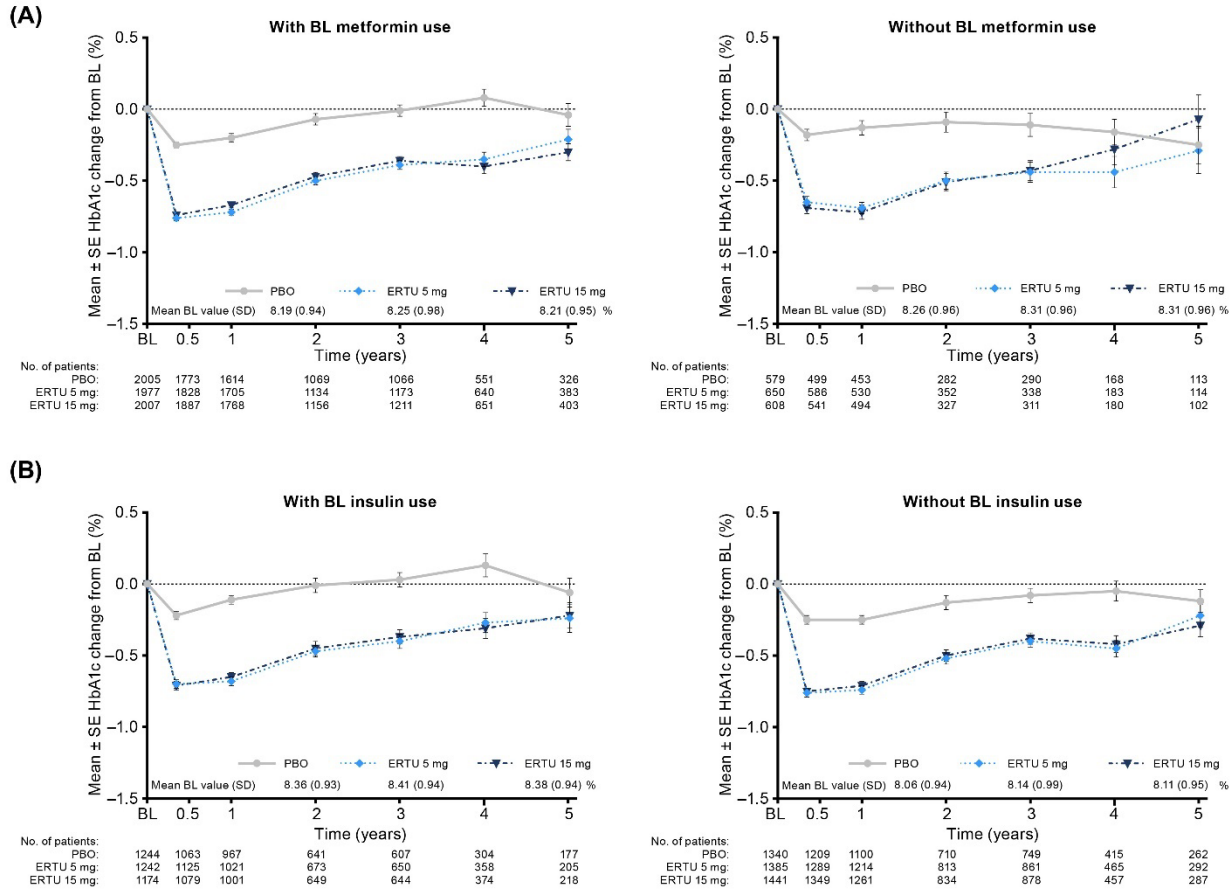 (A)
With BL metformin use
Mean ± SE HbA1c change from BL (%)
0.5
0.0
–0.5
–1.0
–1.5
PBO ERTU 5 mg ERTU 15 mg
Mean BL value (SD) 8.19 (0.94) 8.25 (0.98) 8.21 (0.95) %
BL 0.5 1 2 3 4 5
Time (years)
No. of patients:
PBO: 2005 1773 1614 1069 1066 551 326
ERTU 5 mg: 1977 1828 1705 1134 1173 640 383
ERTU 15 mg: 2007 1887 1768 1156 1211 651 403
Without BL metformin use
Mean ± SE HbA1c change from BL (%)
0.5
0.0
–0.5
–1.0
–1.5
PBO ERTU 5 mg ERTU 15 mg
Mean BL value (SD) 8.26 (0.96) 8.31 (0.96) 8.31 (0.96) %
BL 0.5 1 2 3 4 5
Time (years)
No. of patients:
PBO: 579 499 453 282 290 168 113
ERTU 5 mg: 650 586 530 352 338 183 114
ERTU 15 mg: 608 541 494 327 311 180 102
(B)
With BL insulin use
Mean ± SE HbA1c change from BL (%)
0.5
0.0
–0.5
–1.0
–1.5
PBO ERTU 5 mg ERTU 15 mg
Mean BL value (SD) 8.36 (0.93) 8.41 (0.94) 8.38 (0.94) %
BL 0.5 1 2 3 4 5
Time (years)
No. of patients:
PBO: 1244 1063 967 641 607 304 177
ERTU 5 mg: 1242 1125 1021 673 650 358 205
ERTU 15 mg: 1174 1079 1001 649 644 374 218
Without BL insulin use
Mean ± SE HbA1c change from BL (%)
0.5
0.0
–0.5
–1.0
–1.5
PBO ERTU 5 mg ERTU 15 mg
Mean BL value (SD) 8.06 (0.94) 8.14 (0.99) 8.11 (0.95) %
BL 0.5 1 2 3 4 5
Time (years)
No. of patients:
PBO: 1340 1209 1100 710 749 415 262
ERTU 5 mg: 1385 1289 1214 813 861 465 292
ERTU 15 mg: 1441 1349 1261 834 878 457 287